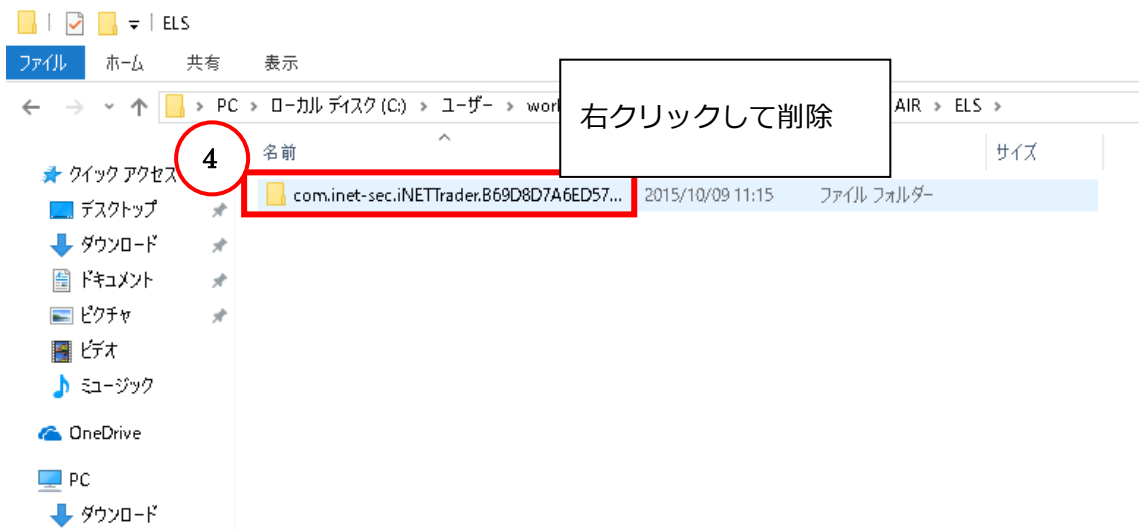 ELS
ファイル ホーム 共有 表示
PC > ローカル ディスク (C:) > ユーザー > AIR > ELS >
右クリックして削除
4
名前 サイズ
com.inet-sec.iNETTrader.B69D8D7A6ED57... 2015/10/09 11:15 ファイル フォルダー
クイック アクセス
デスクトップ
ダウンロード
ドキュメント
ピクチャ
ビデオ
ミュージック
OneDrive
PC
ダウンロード